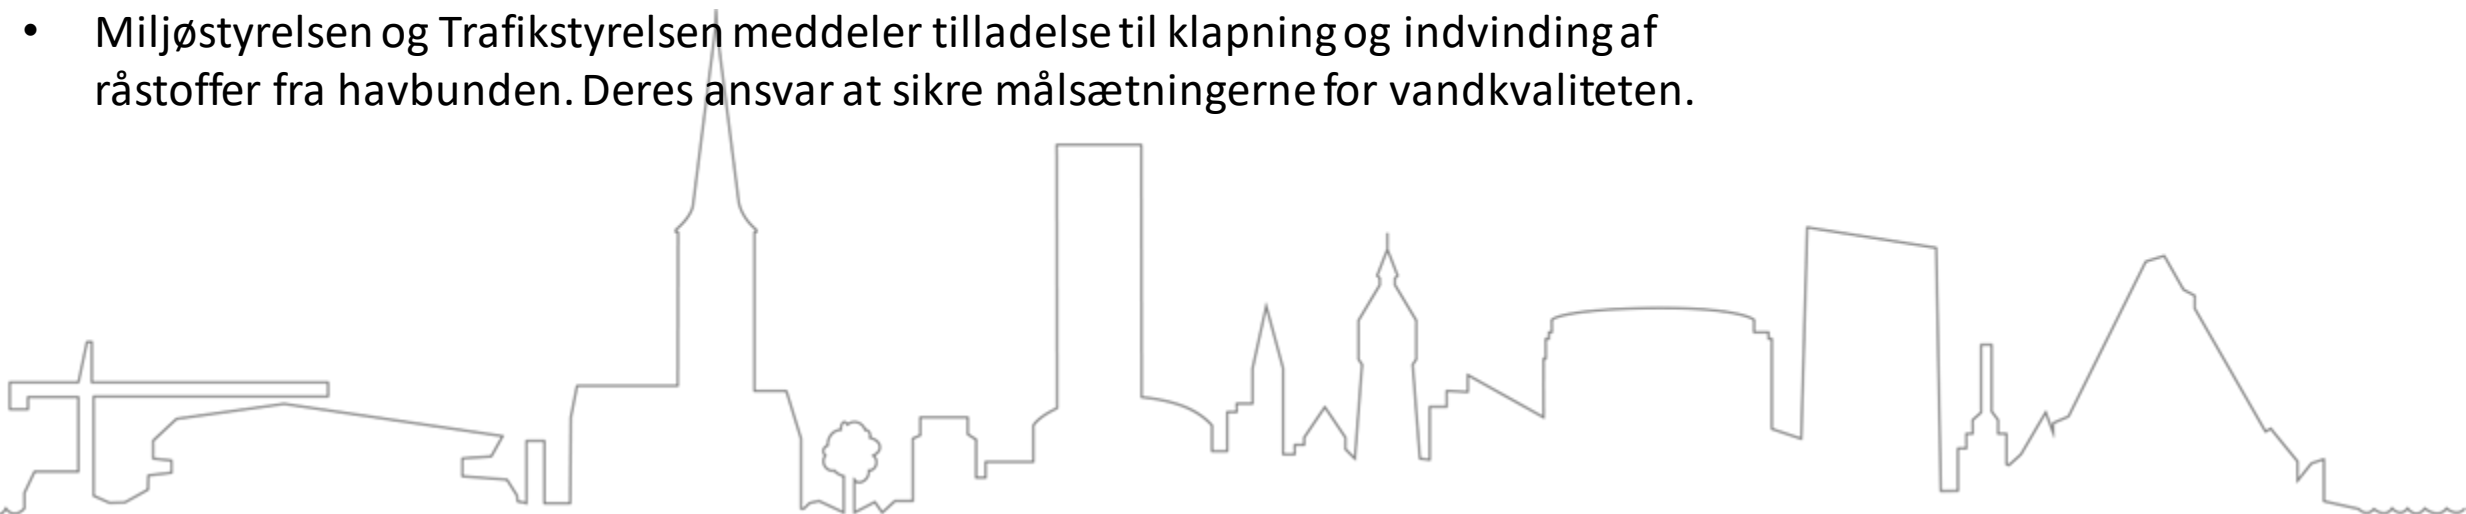 • Miljøstyrelsen og Trafikstyrelsen meddeler tilladelse til klapning og indvinding af
råstoffer fra havbunden. Deres ansvar at sikre målsætningerne for vandkvaliteten.